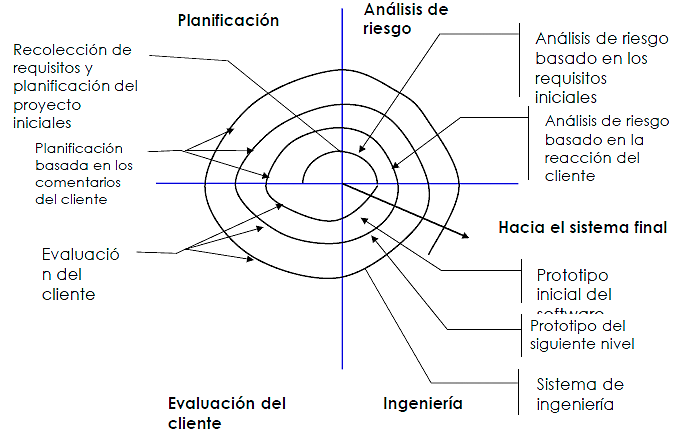 Planificación
Análisis de
riesgo
Recolección de
requisitos y
planificación del
proyecto
iniciales
Análisis de riesgo
basado en los
requisitos
iniciales
Planificación
basada en los
comentarios
del cliente
Análisis de riesgo
basado en la
reacción del
cliente
Hacia el sistema final
Evaluació
n del
cliente
Prototipo
inicial del
software
Prototipo del
siguiente nivel
Sistema de
ingeniería
Evaluación del
cliente
Ingeniería